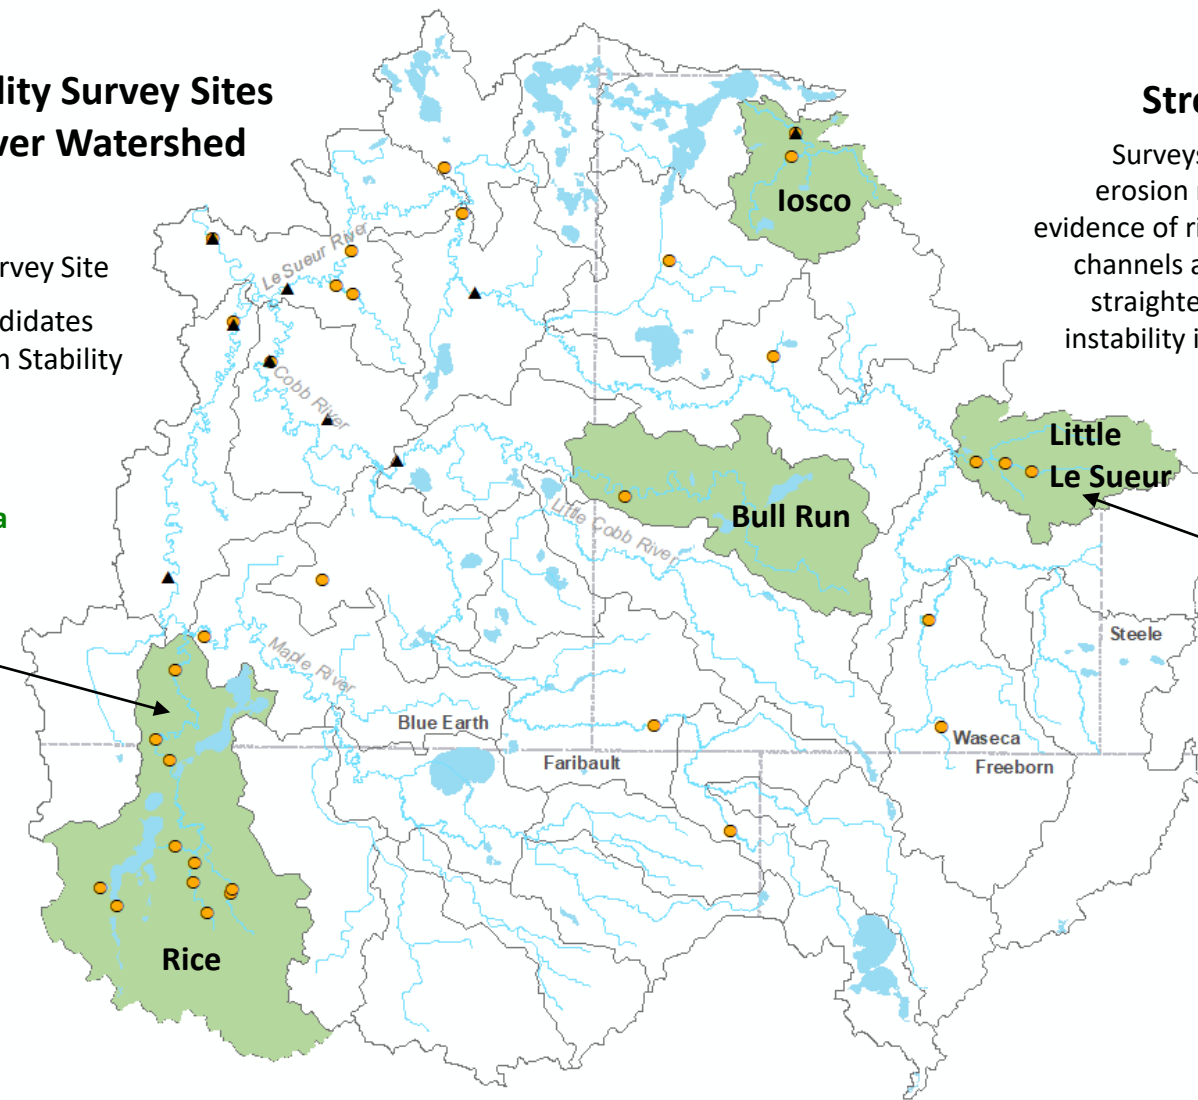 lity Survey Sites
ver Watershed
rvey Site
didates
n Stability
a
Stre
Surveys
erosion r
evidence of ri
channels a
straighte
instability i
Iosco
Le Sueur River
Cobb River
Little
Le Sueur
Bull Run
Little Cobb River
Maple River
Steele
Blue Earth
Waseca
Faribault
Freeborn
Rice